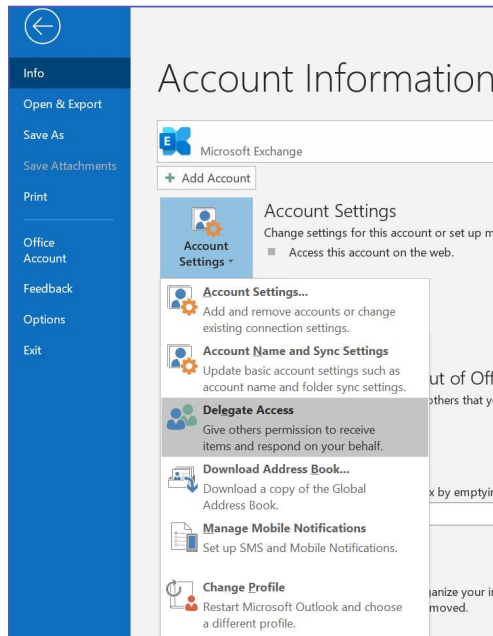 Info
Open & Export
Save As
Save Attachments
Print
Office
Account
Feedback
Options
Exit
Account Information
E
Microsoft Exchange
+ Add Account
Account
Settings
Account Settings
Change settings for this account or set up m
Access this account on the web.
Account Settings...
Add and remove accounts or change
existing connection settings.
Account Name and Sync Settings
Update basic account settings such as
account name and folder sync settings.
Delegate Access
Give others permission to receive
items and respond on your behalf.
Download Address Book...
Download a copy of the Global
Address Book.
Manage Mobile Notifications
Set up SMS and Mobile Notifications.
Change Profile
Restart Microsoft Outlook and choose
a different profile.
ut of Off
others that yo
x by emptyin
anize your i
moved.